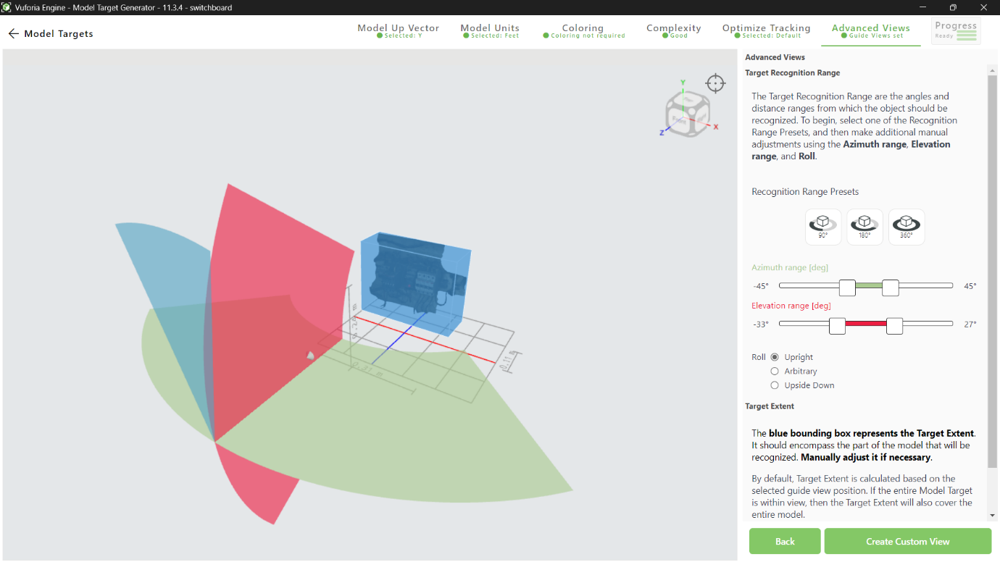 Vuforia Engine - Model Target Generator - 11.3.4 - switchboard
Model Targets
Model Up Vector
Selected: Y
Model Units
Selected: Feet
Coloring
Coloring not required
Complexity
Good
Optimize Tracking
Selected: Default
Advanced Views
Guide Views set
Progress
Ready
Y
X
Z
Front
0.31 m
0.11 m
Advanced Views
Target Recognition Range
The Target Recognition Range are the angles and
distance ranges from which the object should be
recognized. To begin, select one of the Recognition
Range Presets, and then make additional manual
adjustments using the Azimuth range, Elevation
range, and Roll.
Recognition Range Presets
90° 180° 360°
Azimuth range [deg]
-45° 45°
Elevation range [deg]
-33° 27°
Roll Upright
Arbitrary
Upside Down
Target Extent
The blue bounding box represents the Target Extent.
It should encompass the part of the model that will be
recognized. Manually adjust it if necessary.
By default, Target Extent is calculated based on the
selected guide view position. If the entire Model Target
is within view, then the Target Extent will also cover the
entire model.
Back
Create Custom View